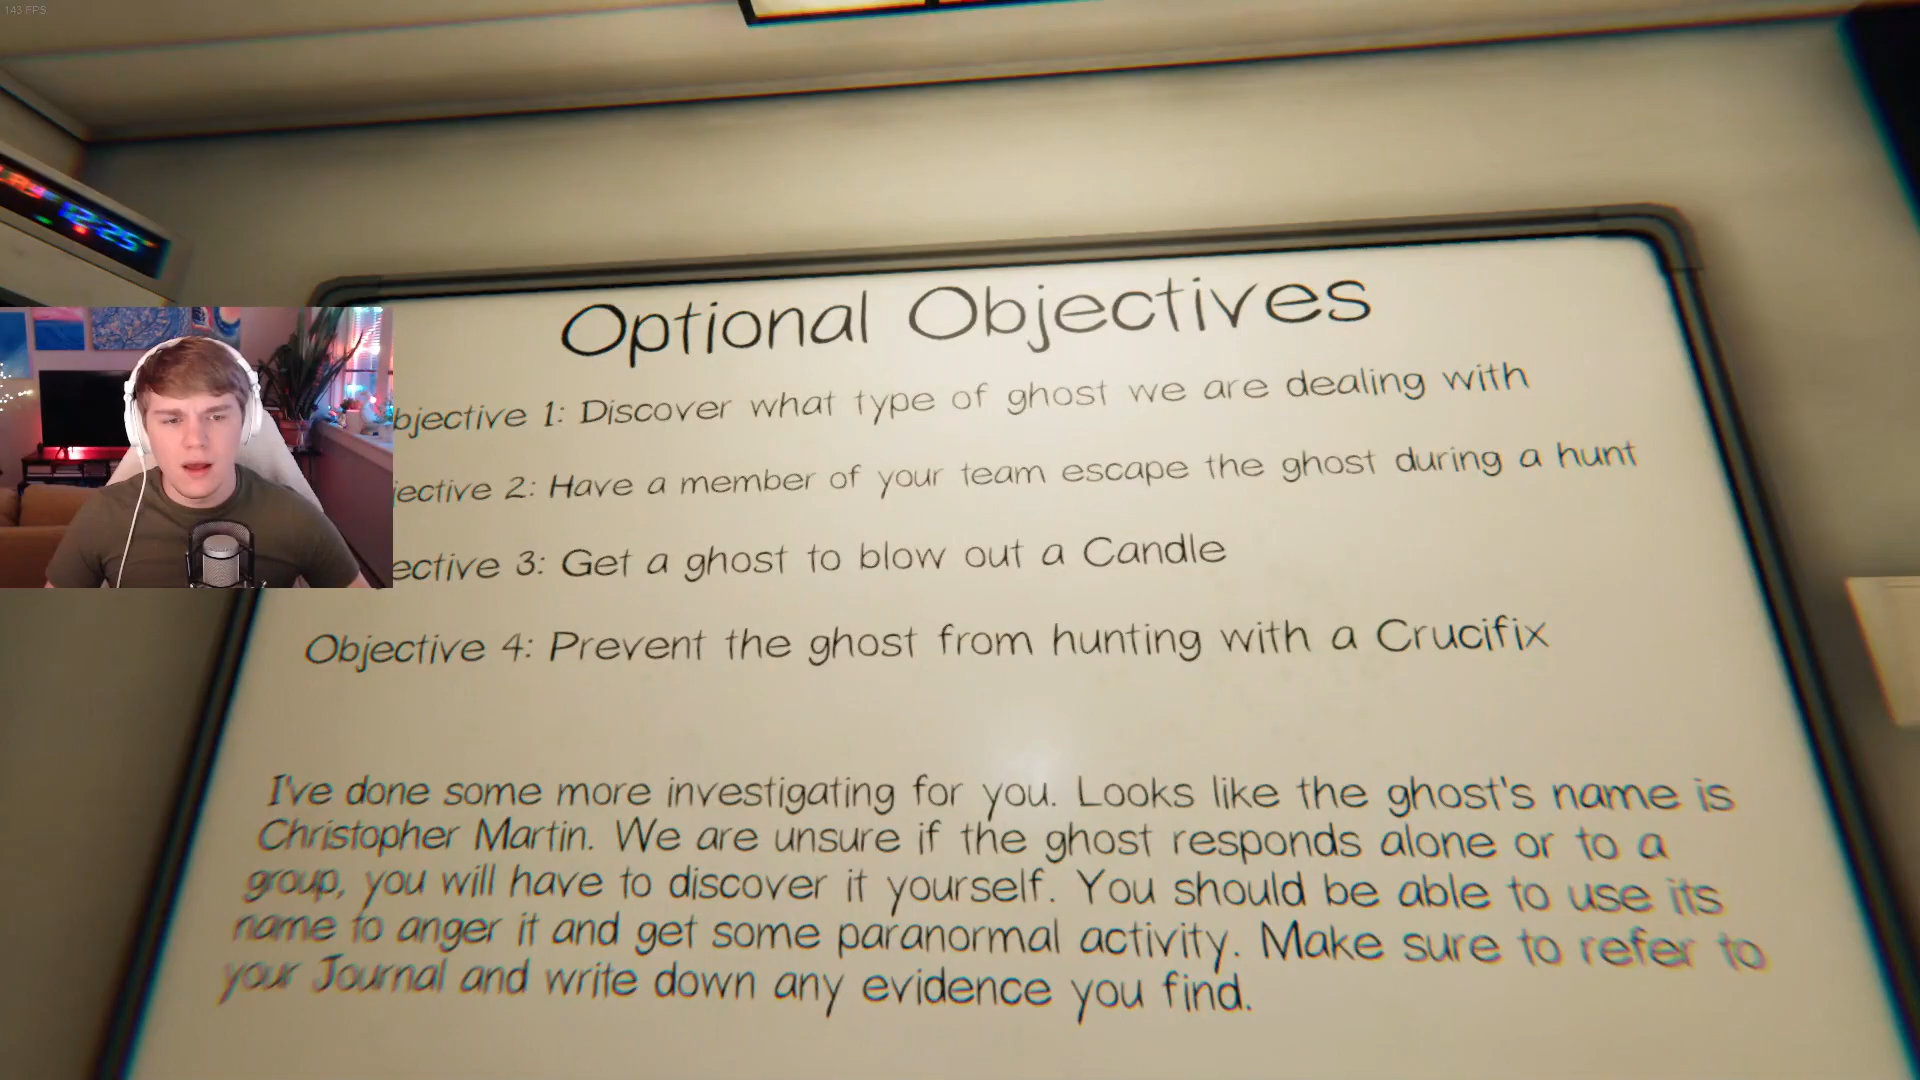 143 FPS
12:25
Optional Objectives
bjective 1: Discover what type of ghost we are dealing with
jective 2: Have a member of your team escape the ghost during a hunt
ective 3: Get a ghost to blow out a Candle
Objective 4: Prevent the ghost from hunting with a Crucifix
I've done some more investigating for you. Looks like the ghost's name is
Christopher Martin. We are unsure if the ghost responds alone or to a
group, you will have to discover it yourself. You should be able to use its
name to anger it and get some paranormal activity. Make sure to refer to
your Journal and write down any evidence you find.